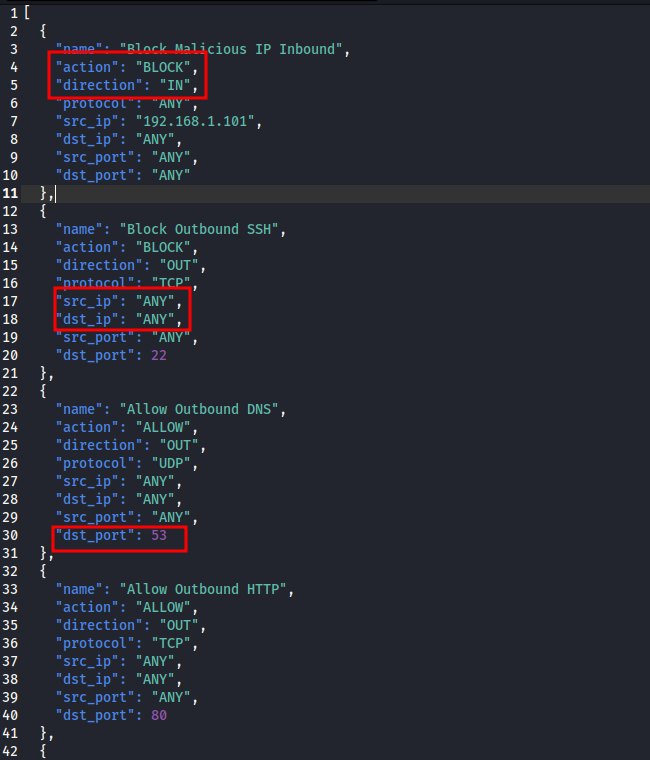 1 [
2 {
3 "name": "Block Malicious IP Inbound",
4 "action": "BLOCK",
5 "direction": "IN",
6 "protocol": "ANY",
7 "src_ip": "192.168.1.101",
8 "dst_ip": "ANY",
9 "src_port": "ANY",
10 "dst_port": "ANY"
11 },
12 {
13 "name": "Block Outbound SSH",
14 "action": "BLOCK",
15 "direction": "OUT",
16 "protocol": "TCP",
17 "src_ip": "ANY",
18 "dst_ip": "ANY",
19 "src_port": "ANY",
20 "dst_port": 22
21 },
22 {
23 "name": "Allow Outbound DNS",
24 "action": "ALLOW",
25 "direction": "OUT",
26 "protocol": "UDP",
27 "src_ip": "ANY",
28 "dst_ip": "ANY",
29 "src_port": "ANY",
30 "dst_port": 53
31 },
32 {
33 "name": "Allow Outbound HTTP",
34 "action": "ALLOW",
35 "direction": "OUT",
36 "protocol": "TCP",
37 "src_ip": "ANY",
38 "dst_ip": "ANY",
39 "src_port": "ANY",
40 "dst_port": 80
41 },
42 {